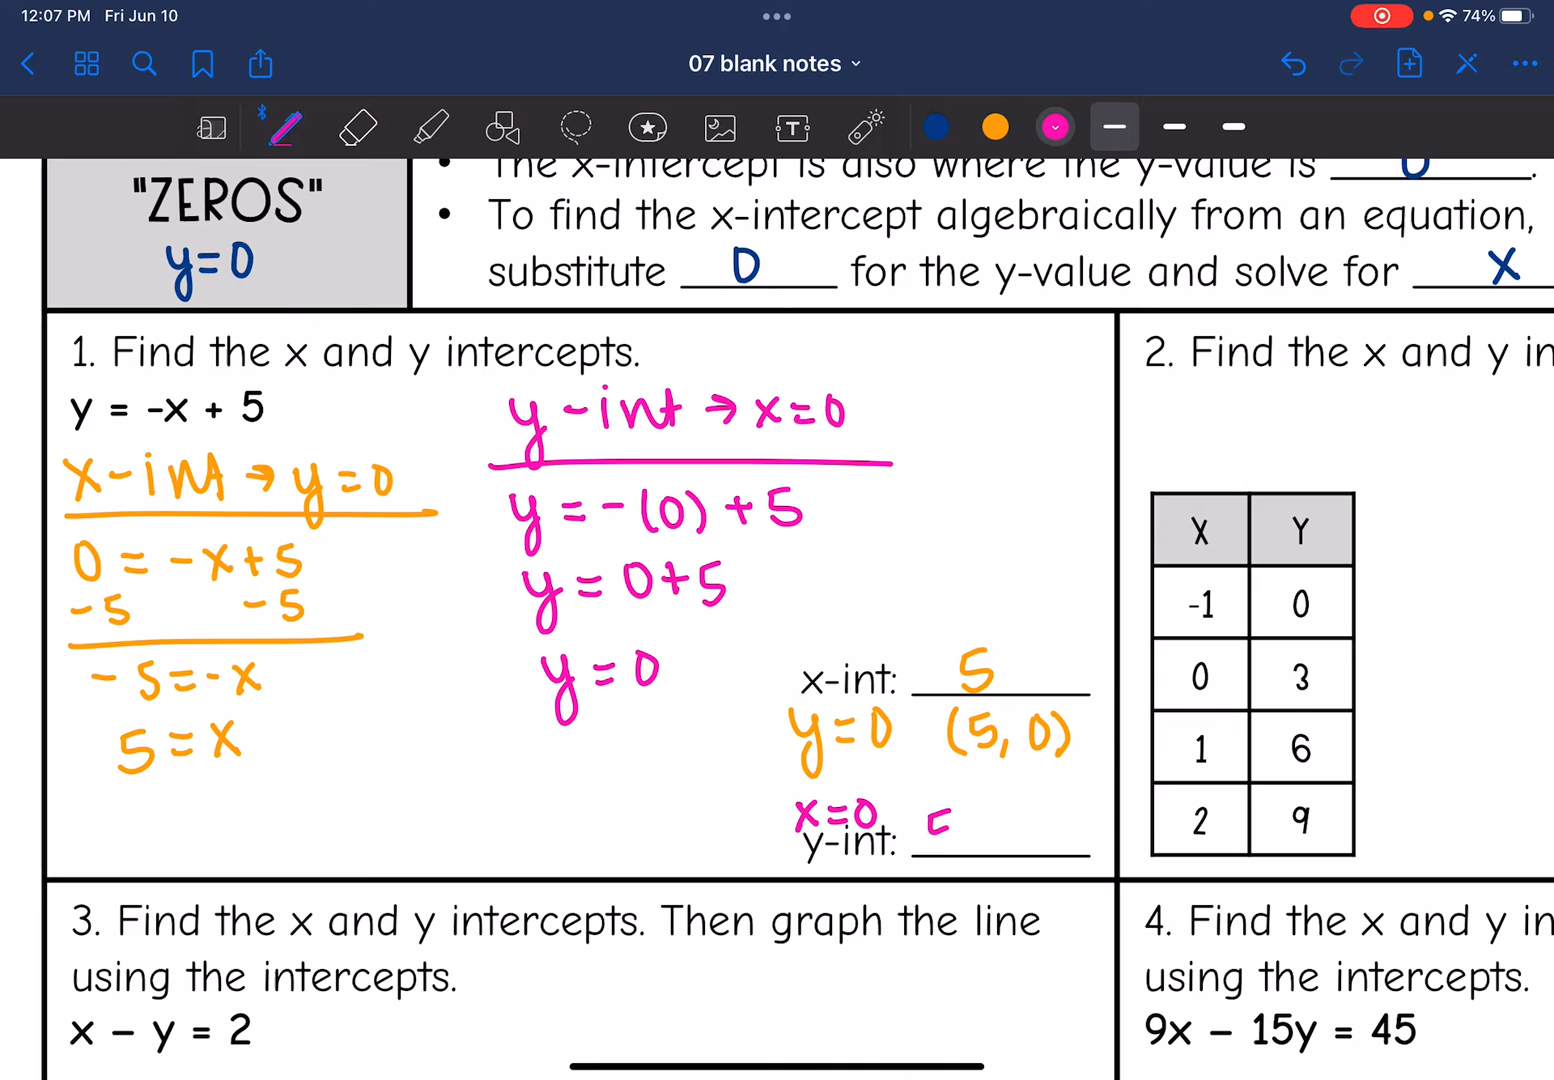 12:07 PM Fri Jun 10
74%
07 blank notes
"ZEROS"
y=0
• The x-intercept is also where the y-value is 0.
• To find the x-intercept algebraically from an equation,
substitute 0 for the y-value and solve for x
1. Find the x and y intercepts.
y = -x + 5
x-int → y=0
0 = -x+5
-5 -5
-5 = -x
5 = x
y-int → x=0
y = -(0) + 5
y = 0+5
y = 0
x-int: 5
y=0 (5, 0)
x=0
y-int:
2. Find the x and y in
X Y
-1 0
0 3
1 6
2 9
3. Find the x and y intercepts. Then graph the line
using the intercepts.
x - y = 2
4. Find the x and y in
using the intercepts.
9x - 15y = 45